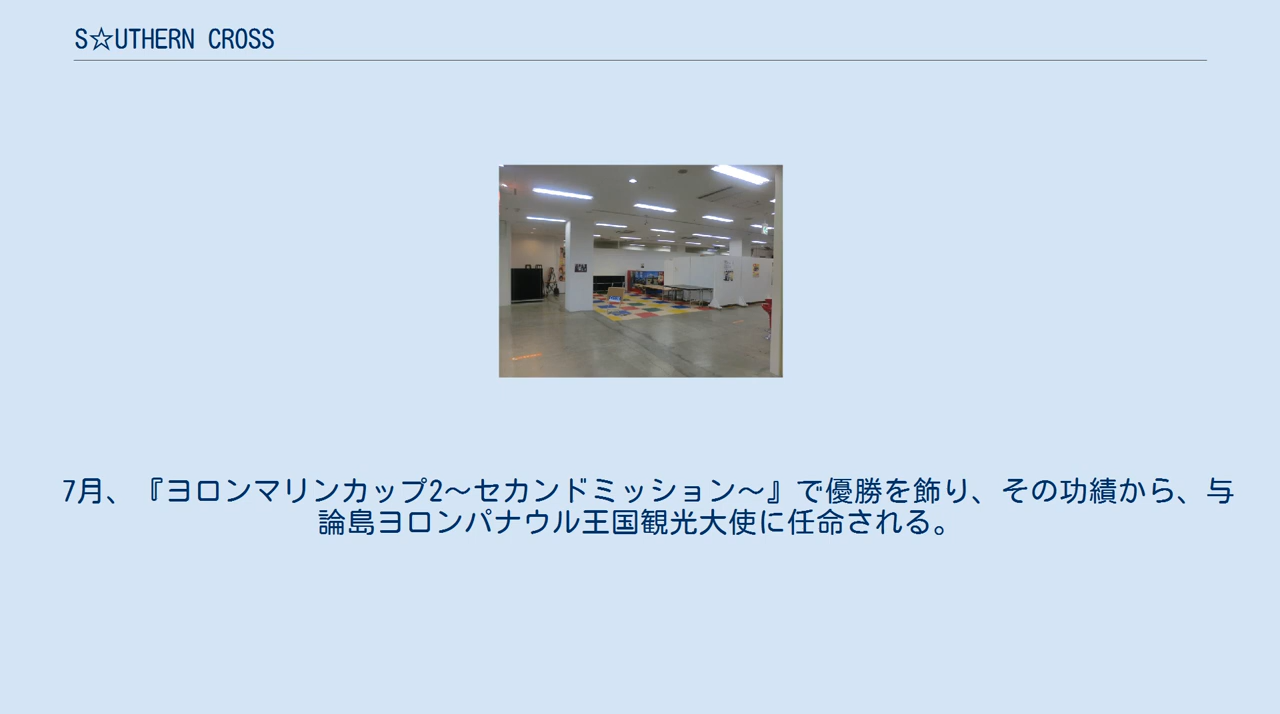 S☆UTHERN CROSS
7月、『ヨロンマリンカップ2〜セカンドミッション〜』で優勝を飾り、その功績から、与
論島ヨロンパナウル王国観光大使に任命される。